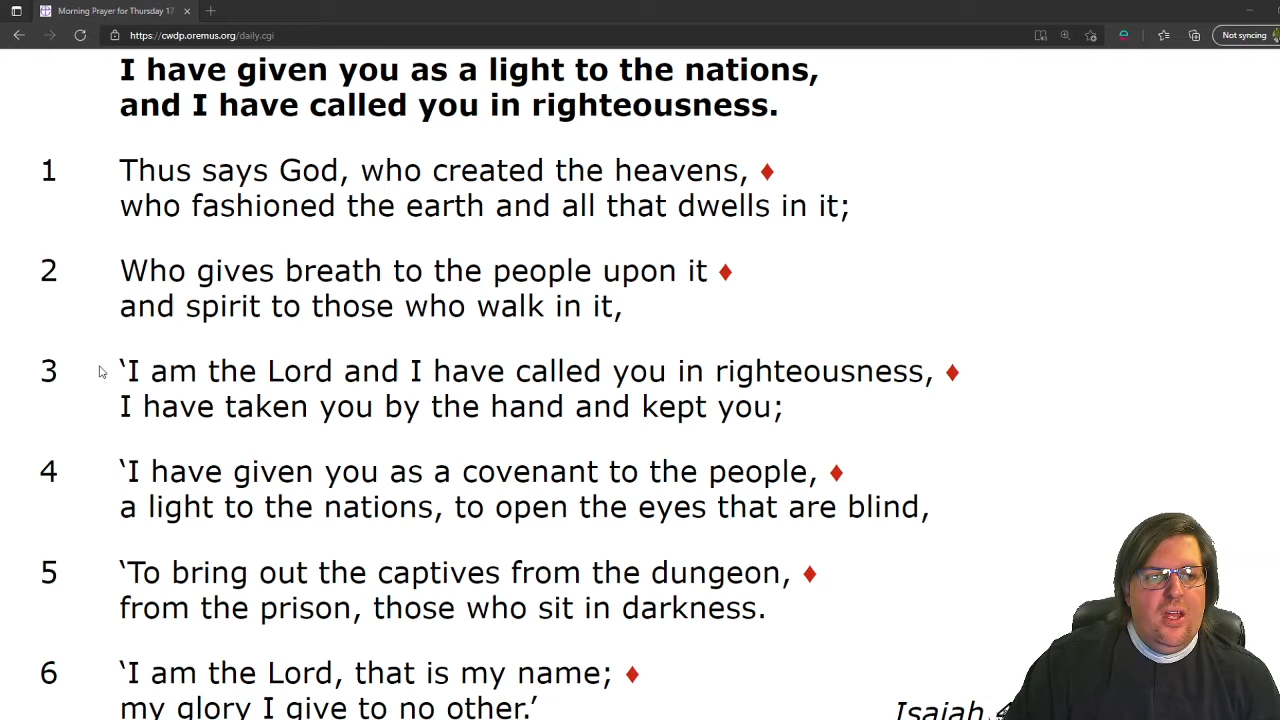 Morning Prayer for Thursday 17
https://cwdp.oremus.org/daily.cgi
Not syncing
I have given you as a light to the nations,
and I have called you in righteousness.
1 Thus says God, who created the heavens, ♦
who fashioned the earth and all that dwells in it;
2 Who gives breath to the people upon it ♦
and spirit to those who walk in it,
3 ‘I am the Lord and I have called you in righteousness, ♦
I have taken you by the hand and kept you;
4 ‘I have given you as a covenant to the people, ♦
a light to the nations, to open the eyes that are blind,
5 ‘To bring out the captives from the dungeon, ♦
from the prison, those who sit in darkness.
6 ‘I am the Lord, that is my name; ♦
my glory I give to no other.’
Isaiah